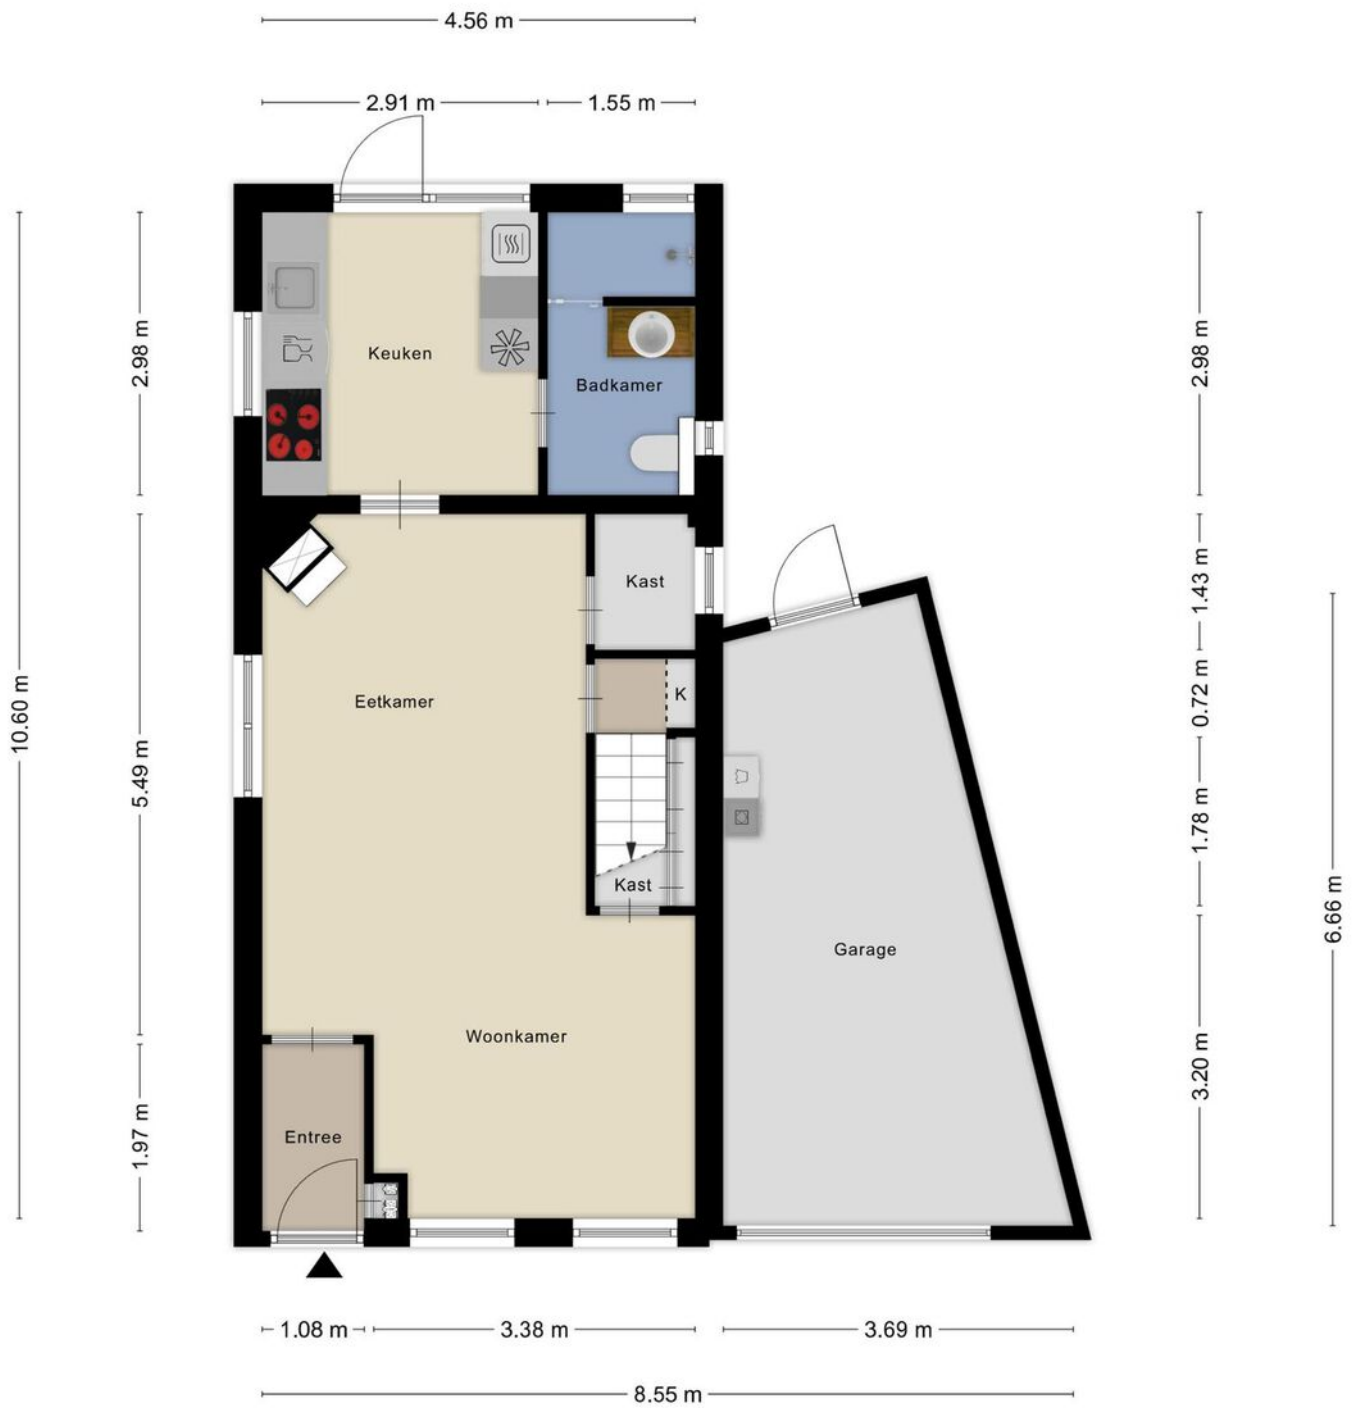 4.56 m
2.91 m
1.55 m
Keuken
Badkamer
2.98 m
2.98 m
Kast
1.43 m
Eetkamer
K
0.72 m
10.60 m
5.49 m
1.78 m
Kast
6.66 m
Garage
Woonkamer
3.20 m
Entree
1.97 m
1.08 m
3.38 m
3.69 m
8.55 m